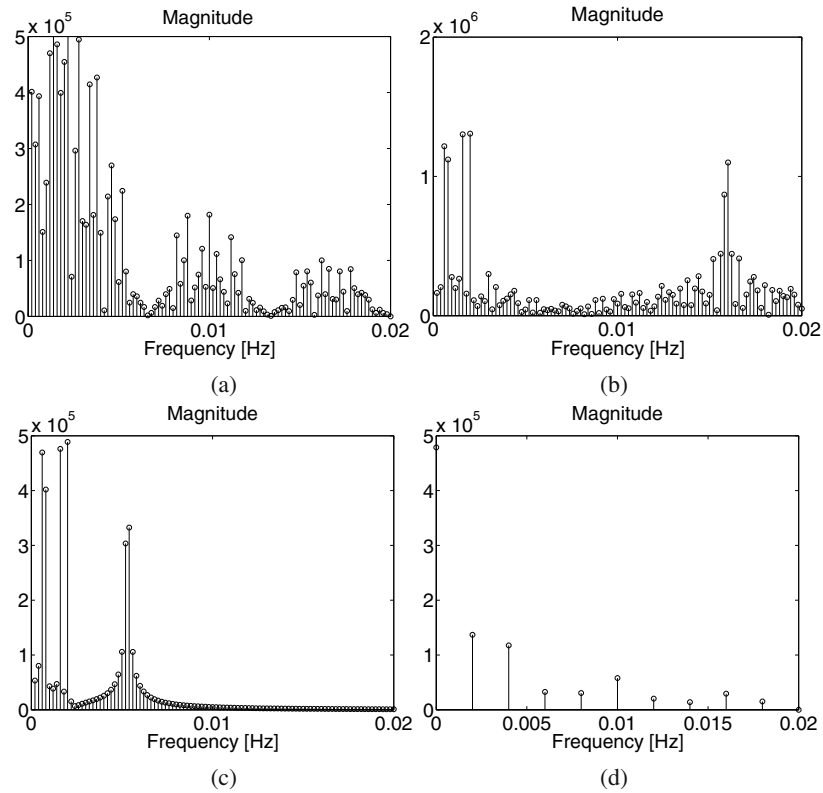 Magnitude
5 x 10^5
4
3
2
1
0
0 0.01 0.02
Frequency [Hz]
(a)
Magnitude
2 x 10^6
1
0
0 0.01 0.02
Frequency [Hz]
(b)
Magnitude
5 x 10^5
4
3
2
1
0
0 0.01 0.02
Frequency [Hz]
(c)
Magnitude
5 x 10^5
4
3
2
1
0
0 0.005 0.01 0.015 0.02
Frequency [Hz]
(d)